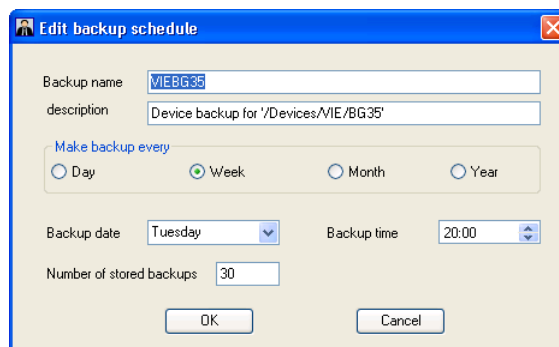 Edit backup schedule
Backup name VIEBG35
description Device backup for '/Devices/VIE/BG35'
Make backup every
Day Week Month Year
Backup date Tuesday Backup time 20:00
Number of stored backups 30
OK Cancel